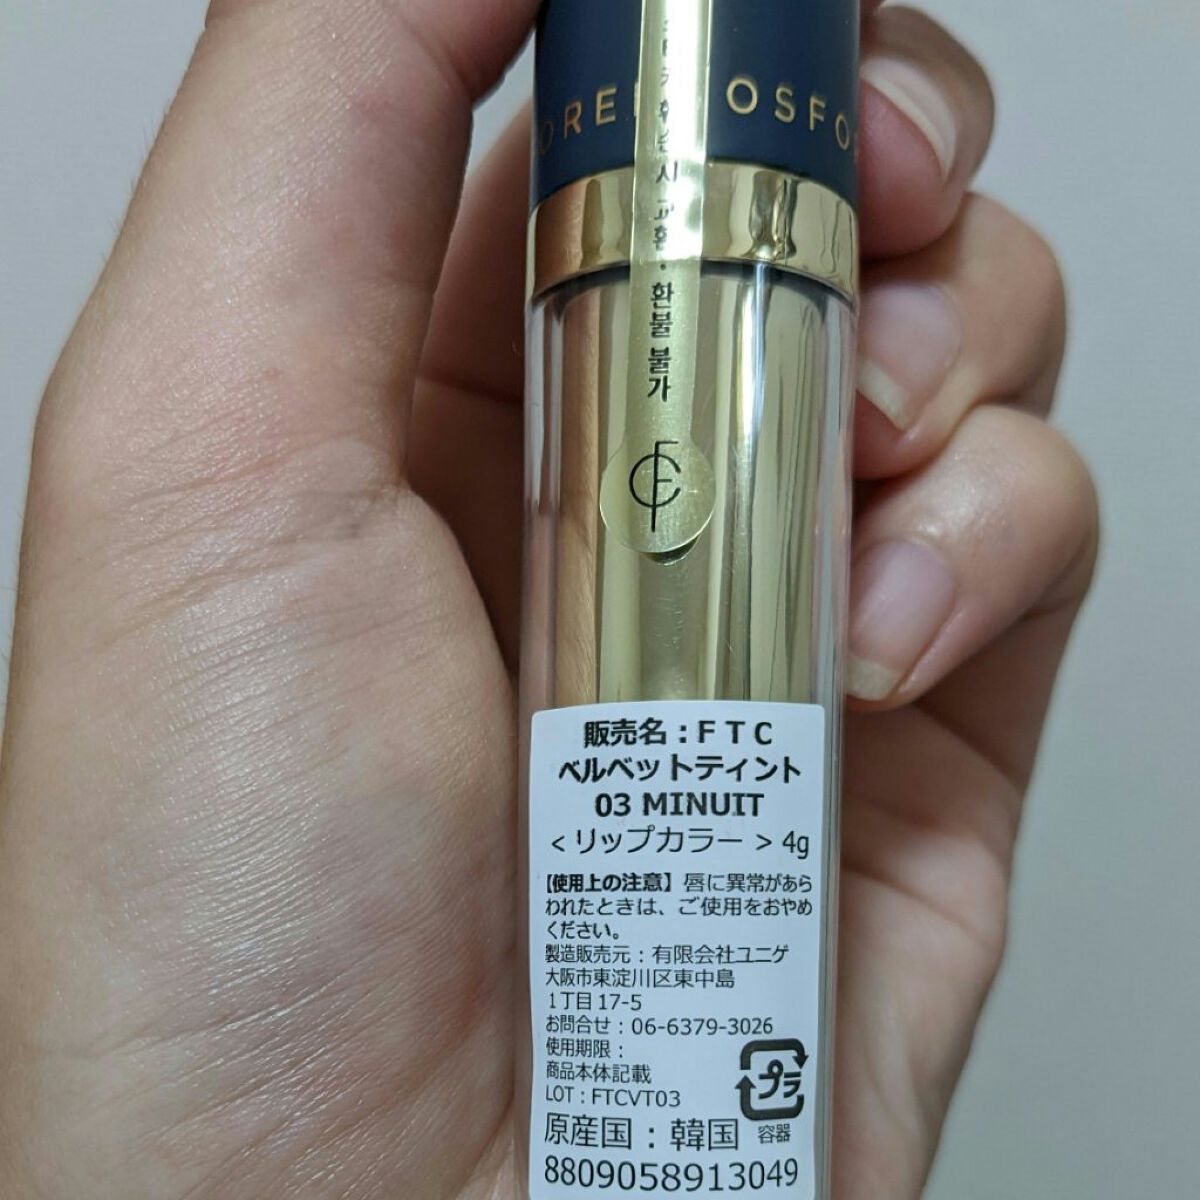 OSFO
시 교환·환불 불가
販売名：ＦＴＣ
ベルベットティント
03 MINUIT
<リップカラー> 4g
【使用上の注意】唇に異常があら
われたときは、ご使用をおやめ
ください。
製造販売元：有限会社ユニゲ
大阪市東淀川区東中島
1丁目17-5
お問合せ：06-6379-3026
使用期限：
商品本体記載
LOT：FTCVT03
プラ
原産国：韓国 容器
8809058913049